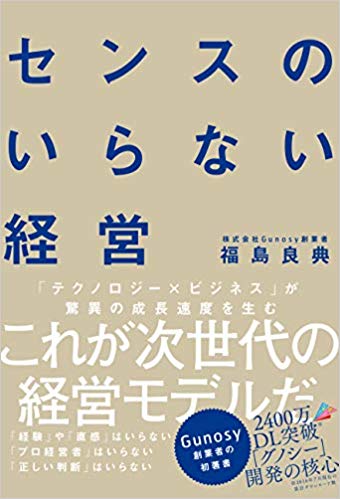 センスの
いらない
経営
株式会社Gunosy創業者
福島良典
「テクノロジー×ビジネス」が
驚異の成長速度を生む
これが次世代の
経営モデルだ
「経験」や「直感」はいらない
「プロ経営者」はいらない
「正しい判断」はいらない
Gunosy
創業者の
初著書
2400万
DL突破
「グノシー」
開発の核心